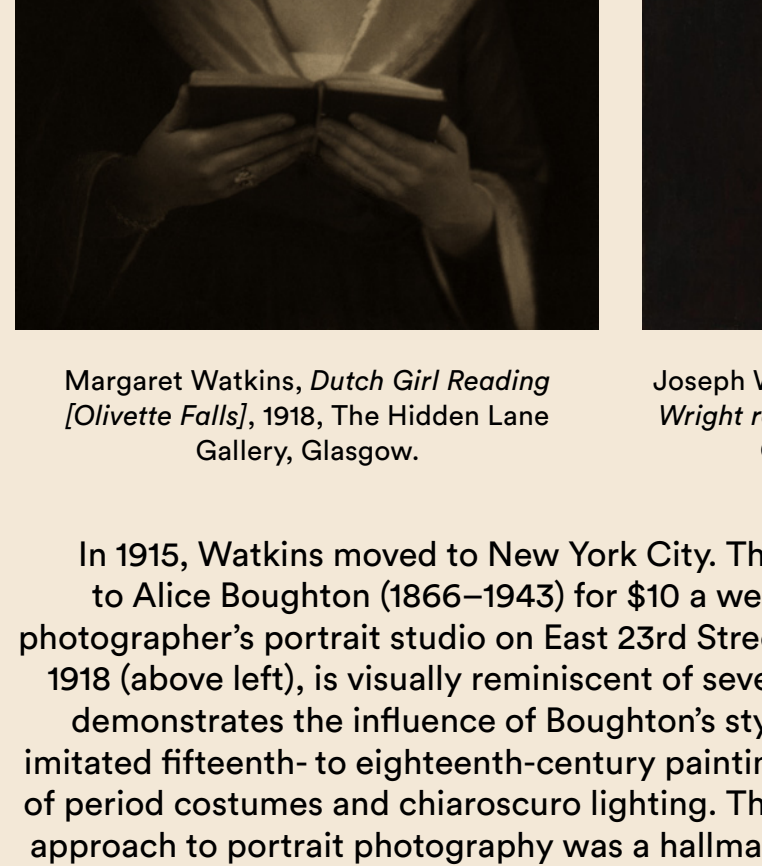 Margaret Watkins, Dutch Girl Reading
[Olivette Falls], 1918, The Hidden Lane
Gallery, Glasgow.
Joseph
Wright
In 1915, Watkins moved to New York City.
to Alice Boughton (1866–1943) for $10 a
photographer’s portrait studio on East 23rd
1918 (above left), is visually reminiscent of
demonstrates the influence of Boughton’s
imitated fifteenth- to eighteenth-century
of period costumes and chiaroscuro lighting.
approach to portrait photography was a